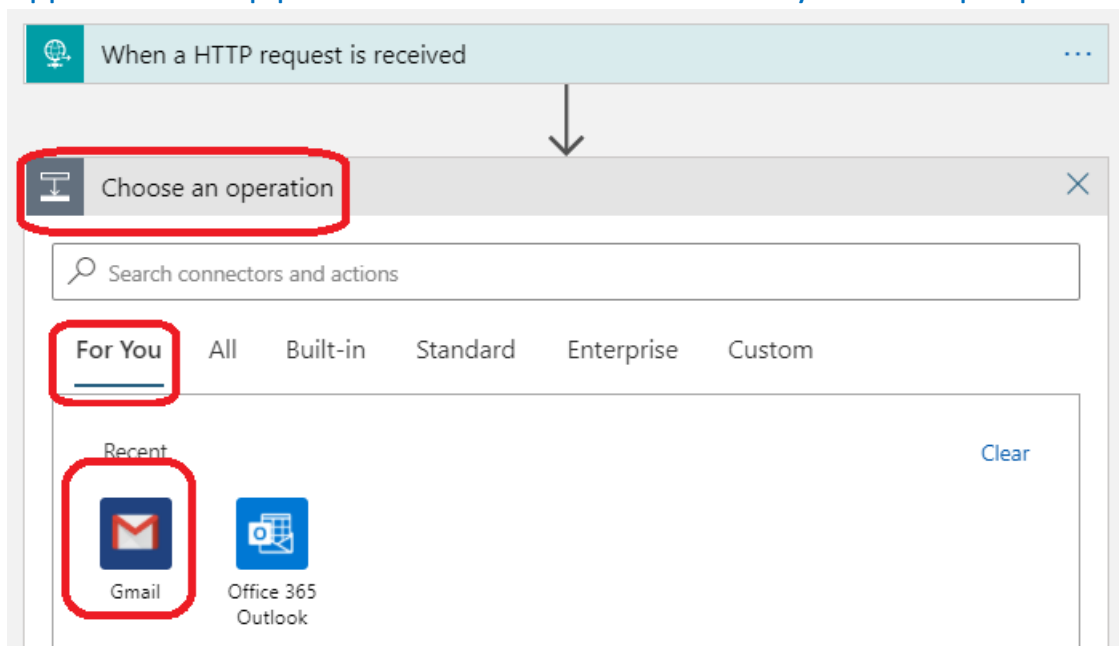 When a HTTP request is received
Choose an operation
Search connectors and actions
For You All Built-in Standard Enterprise Custom
Recent Clear
Gmail Office 365
Outlook